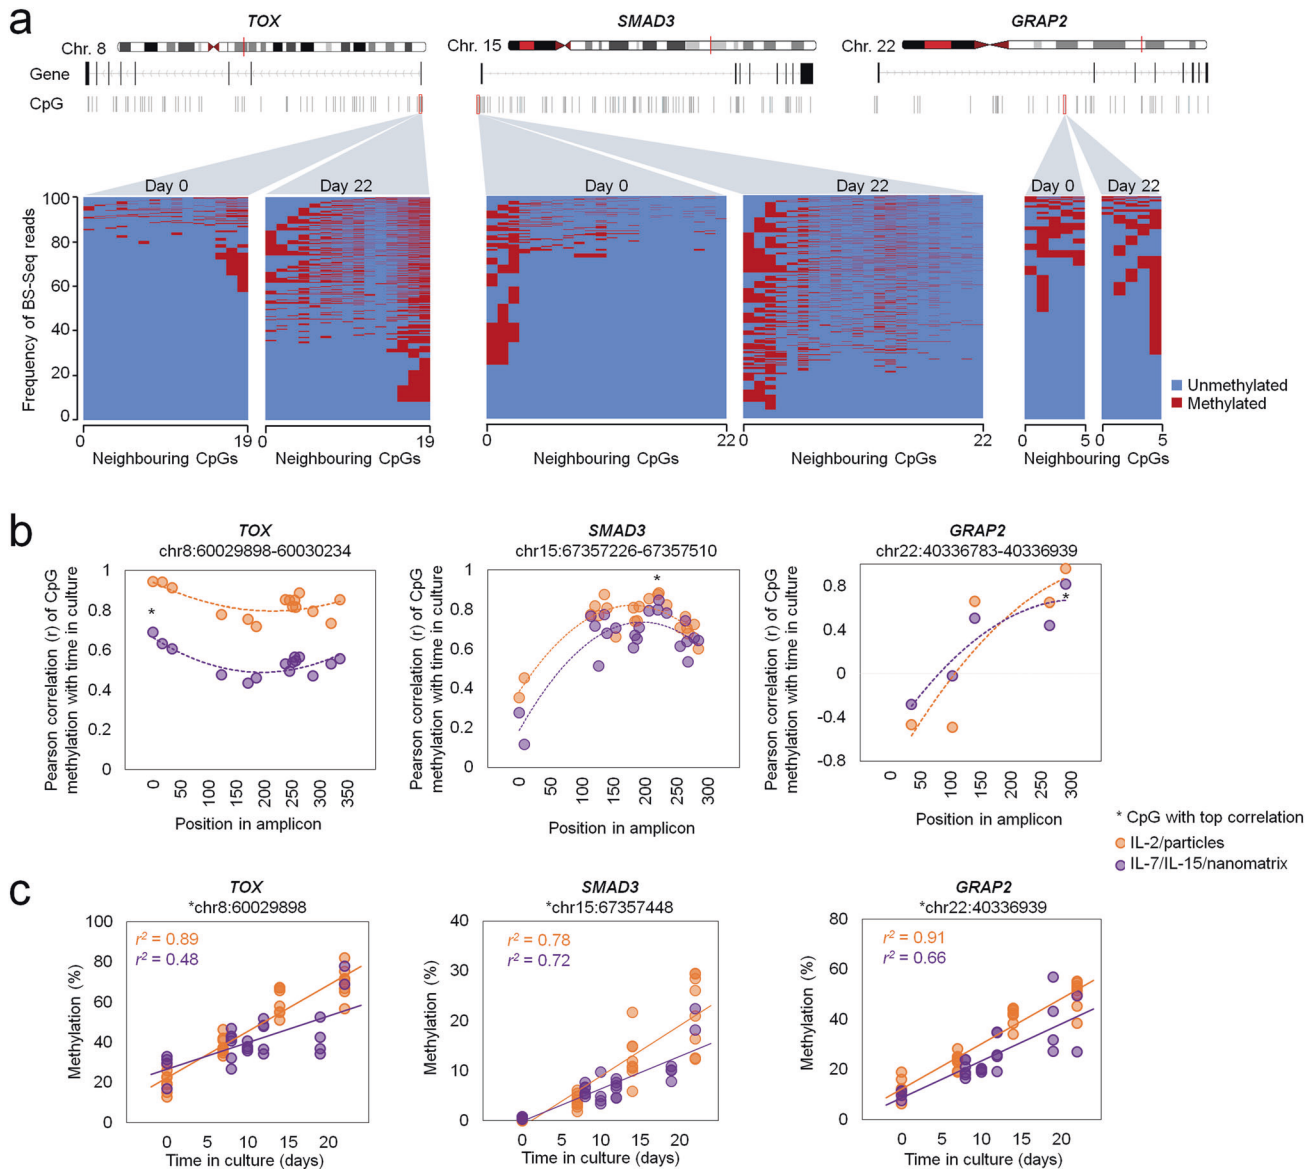 a
TOX
SMAD3
GRAP2
Chr. 8
Chr. 15
Chr. 22
Gene
CpG
Day 0
Day 22
Day 0
Day 22
Day 0
Day 22
Frequency of BS-Seq reads
100
80
60
40
20
0
Unmethylated
Methylated
0
19
0
19
0
22
0
22
0
5
0
5
Neighbouring CpGs
Neighbouring CpGs
Neighbouring CpGs
Neighbouring CpGs
Neighbouring CpGs
b
TOX
chr8:60029898-60030234
SMAD3
chr15:67357226-67357510
GRAP2
chr22:40336783-40336939
Pearson correlation (r) of CpG
methylation with time in culture
1
0.8
0.6
0.4
0.2
0
*
0
50
100
150
200
250
300
350
Position in amplicon
Pearson correlation (r) of CpG
methylation with time in culture
1
0.8
0.6
0.4
0.2
0
*
0
50
100
150
200
250
300
Position in amplicon
Pearson correlation (r) of CpG
methylation with time in culture
0.8
0.4
0
-0.4
-0.8
*
0
50
100
150
200
250
300
Position in amplicon
* CpG with top correlation
IL-2/particles
IL-7/IL-15/nanomatrix
c
TOX
*chr8:60029898
SMAD3
*chr15:67357448
GRAP2
*chr22:40336939
Methylation (%)
100
80
60
40
20
0
r² = 0.89
r² = 0.48
0
5
10
15
20
Time in culture (days)
Methylation (%)
40
30
20
10
0
r² = 0.78
r² = 0.72
0
5
10
15
20
Time in culture (days)
Methylation (%)
80
60
40
20
0
r² = 0.91
r² = 0.66
0
5
10
15
20
Time in culture (days)